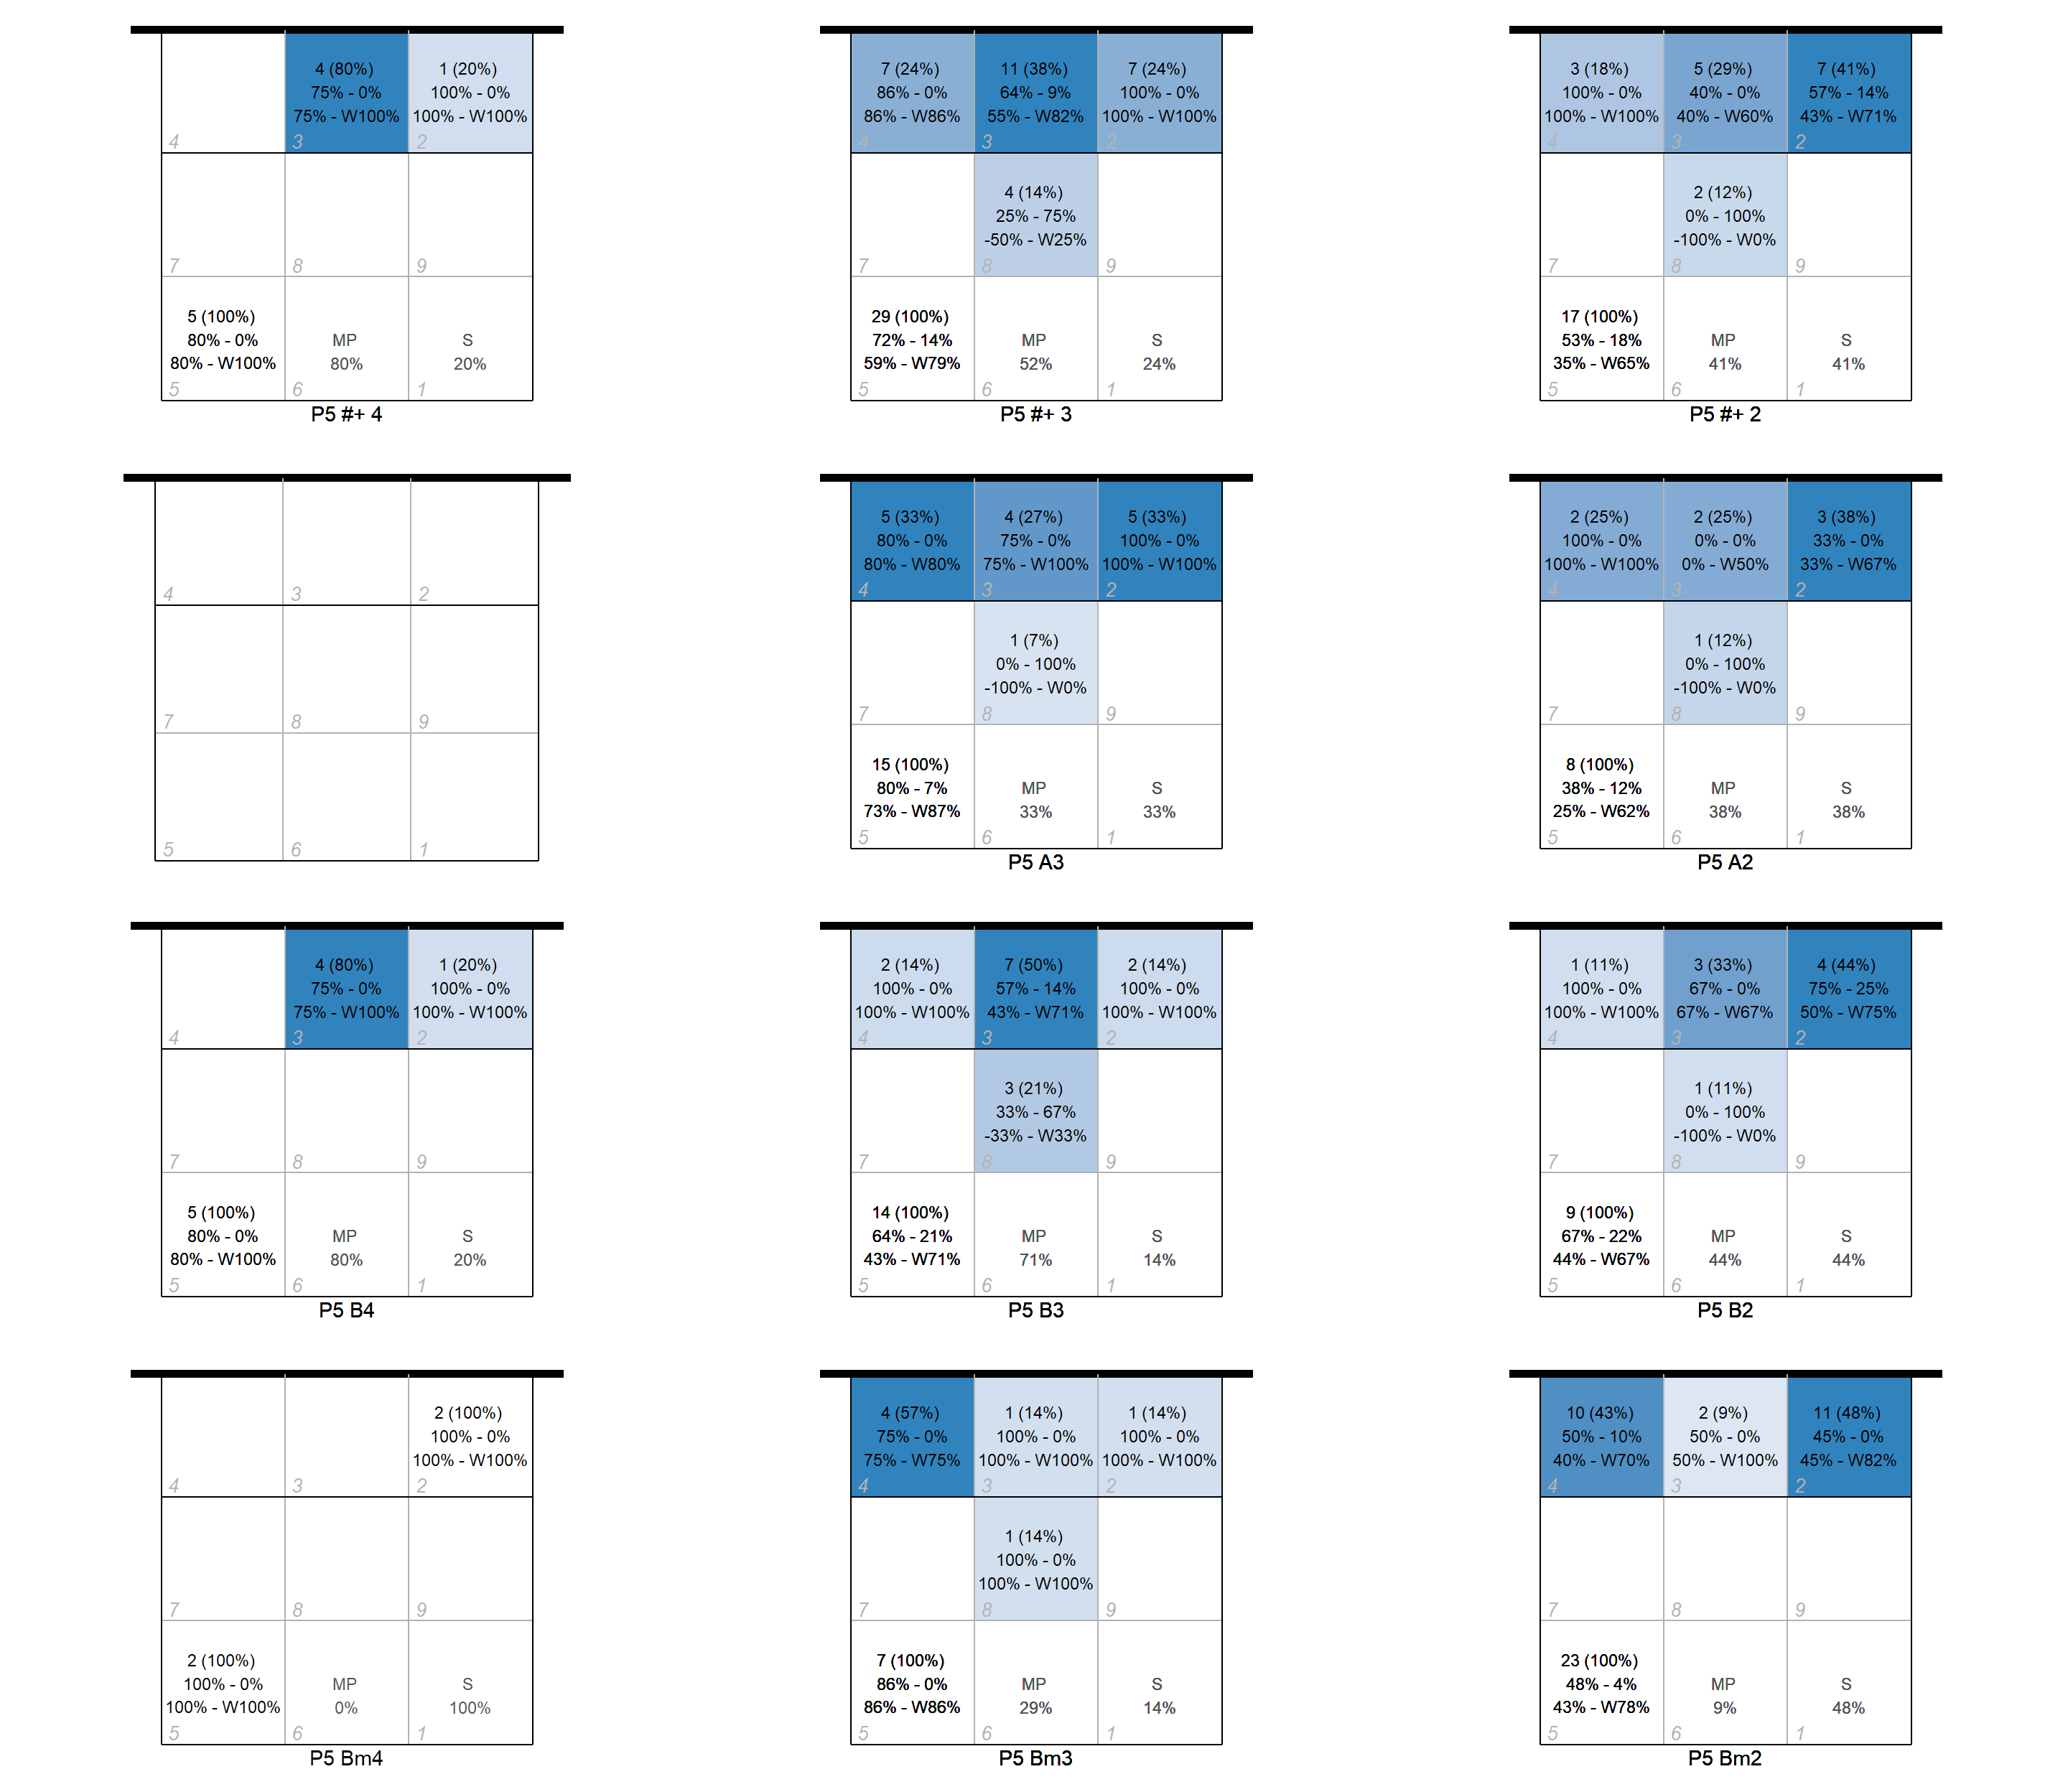 4 (80%)
75% - 0%
75% - W100%
1 (20%)
100% - 0%
100% - W100%
4
3
2
7
8
9
5 (100%)
80% - 0%
80% - W100%
MP
80%
S
20%
5
6
1
P5 #+ 4
7 (24%)
86% - 0%
86% - W86%
11 (38%)
64% - 9%
55% - W82%
7 (24%)
100% - 0%
100% - W100%
4
3
2
4 (14%)
25% - 75%
-50% - W25%
7
8
9
29 (100%)
72% - 14%
59% - W79%
MP
52%
S
24%
5
6
1
P5 #+ 3
3 (18%)
100% - 0%
100% - W100%
5 (29%)
40% - 0%
40% - W60%
7 (41%)
57% - 14%
43% - W71%
4
3
2
2 (12%)
0% - 100%
-100% - W0%
7
8
9
17 (100%)
53% - 18%
35% - W65%
MP
41%
S
41%
5
6
1
P5 #+ 2
4
3
2
7
8
9
5
6
1
5 (33%)
80% - 0%
80% - W80%
4 (27%)
75% - 0%
75% - W100%
5 (33%)
100% - 0%
100% - W100%
4
3
2
1 (7%)
0% - 100%
-100% - W0%
7
8
9
15 (100%)
80% - 7%
73% - W87%
MP
33%
S
33%
5
6
1
P5 A3
2 (25%)
100% - 0%
100% - W100%
2 (25%)
0% - 0%
0% - W50%
3 (38%)
33% - 0%
33% - W67%
4
3
2
1 (12%)
0% - 100%
-100% - W0%
7
8
9
8 (100%)
38% - 12%
25% - W62%
MP
38%
S
38%
5
6
1
P5 A2
4 (80%)
75% - 0%
75% - W100%
1 (20%)
100% - 0%
100% - W100%
4
3
2
7
8
9
5 (100%)
80% - 0%
80% - W100%
MP
80%
S
20%
5
6
1
P5 B4
2 (14%)
100% - 0%
100% - W100%
7 (50%)
57% - 14%
43% - W71%
2 (14%)
100% - 0%
100% - W100%
4
3
2
3 (21%)
33% - 67%
-33% - W33%
7
8
9
14 (100%)
64% - 21%
43% - W71%
MP
71%
S
14%
5
6
1
P5 B3
1 (11%)
100% - 0%
100% - W100%
3 (33%)
67% - 0%
67% - W67%
4 (44%)
75% - 25%
50% - W75%
4
3
2
1 (11%)
0% - 100%
-100% - W0%
7
8
9
9 (100%)
67% - 22%
44% - W67%
MP
44%
S
44%
5
6
1
P5 B2
2 (100%)
100% - 0%
100% - W100%
4
3
2
7
8
9
2 (100%)
100% - 0%
100% - W100%
MP
0%
S
100%
5
6
1
P5 Bm4
4 (57%)
75% - 0%
75% - W75%
1 (14%)
100% - 0%
100% - W100%
1 (14%)
100% - 0%
100% - W100%
4
3
2
1 (14%)
100% - 0%
100% - W100%
7
8
9
7 (100%)
86% - 0%
86% - W86%
MP
29%
S
14%
5
6
1
P5 Bm3
10 (43%)
50% - 10%
40% - W70%
2 (9%)
50% - 0%
50% - W100%
11 (48%)
45% - 0%
45% - W82%
4
3
2
7
8
9
23 (100%)
48% - 4%
43% - W78%
MP
9%
S
48%
5
6
1
P5 Bm2